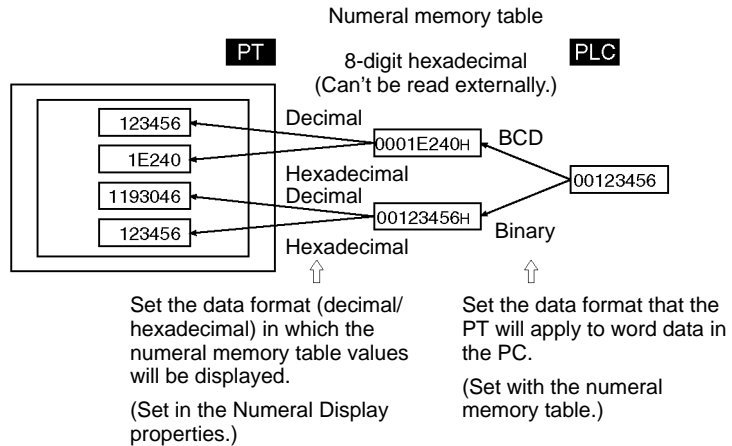 Numeral memory table
PT
8-digit hexadecimal
(Can't be read externally.)
PLC
123456
1E240
1193046
123456
Decimal
Hexadecimal
Decimal
Hexadecimal
0001E240H
00123456H
BCD
Binary
00123456
Set the data format (decimal/
hexadecimal) in which the
numeral memory table values
will be displayed.
(Set in the Numeral Display
properties.)
Set the data format that the
PT will apply to word data in
the PC.
(Set with the numeral
memory table.)